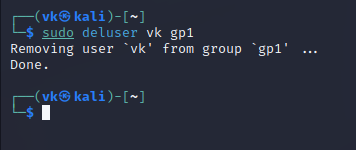 ┌──(vk㉿kali)-[~]
└─$ sudo deluser vk gp1
Removing user `vk' from group `gp1' ...
Done.
┌──(vk㉿kali)-[~]
└─$